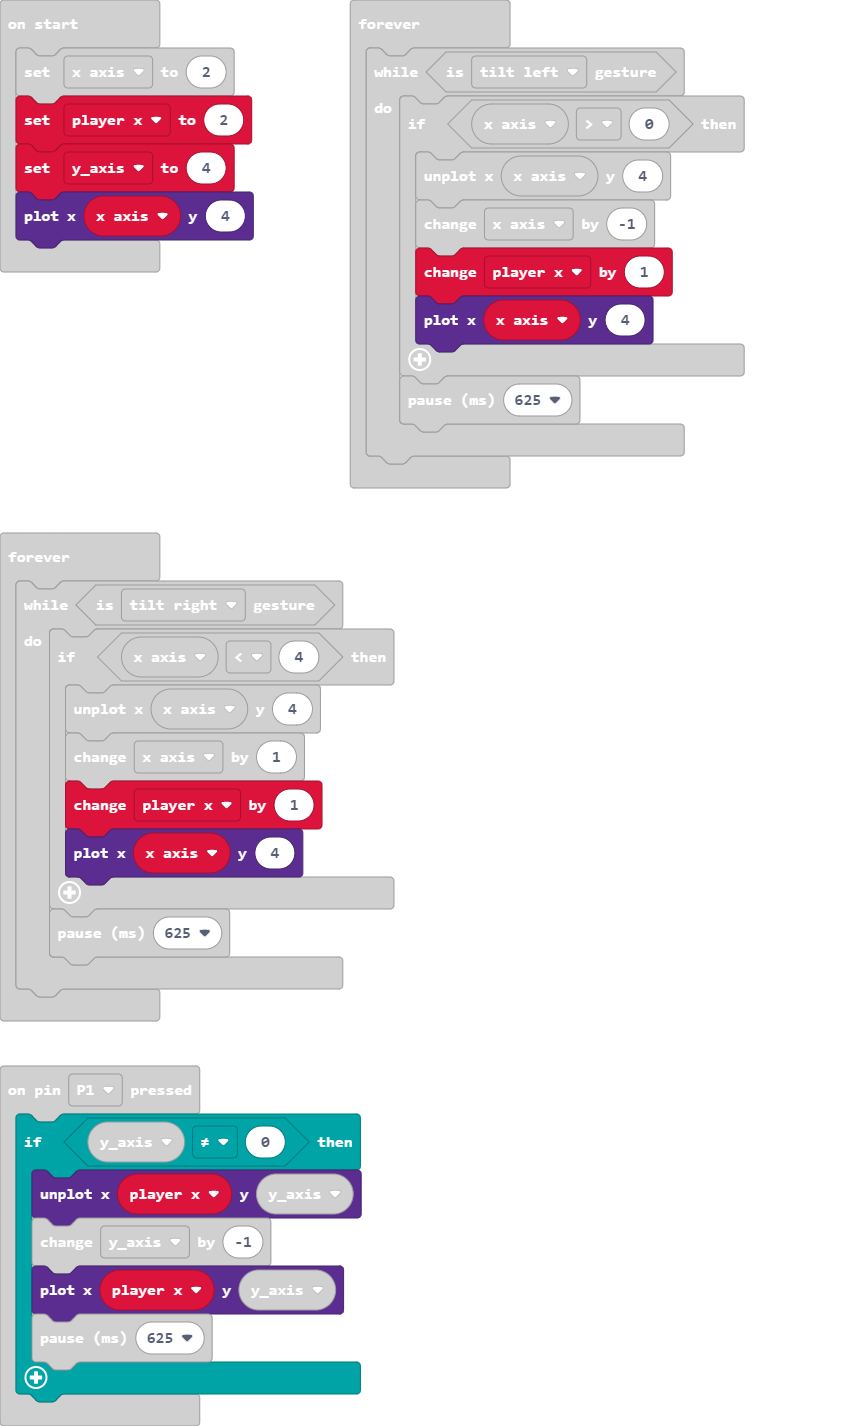 on start
set x axis to 2
set player x to 2
set y_axis to 4
plot x x axis y 4
forever
while is tilt left gesture
do
if x axis > 0 then
unplot x x axis y 4
change x axis by -1
change player x by 1
plot x x axis y 4
pause (ms) 625
forever
while is tilt right gesture
do
if x axis < 4 then
unplot x x axis y 4
change x axis by 1
change player x by 1
plot x x axis y 4
pause (ms) 625
on pin P1 pressed
if y_axis ≠ 0 then
unplot x player x y y_axis
change y_axis by -1
plot x player x y y_axis
pause (ms) 625